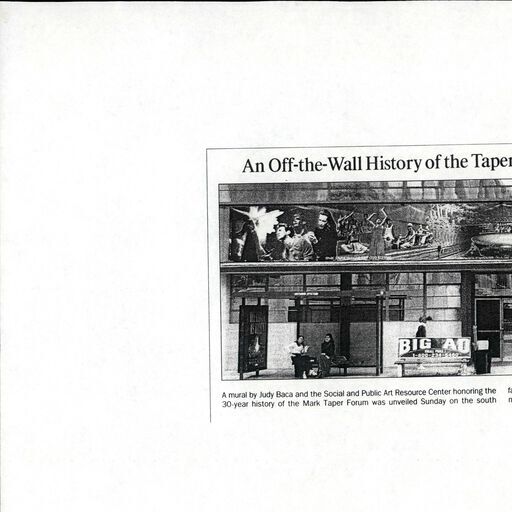 An Off-the-Wall History of the Taper
BIG AD
A mural by Judy Baca and the Social and Public Art Resource Center honoring the
30-year history of the Mark Taper Forum was unveiled Sunday on the south